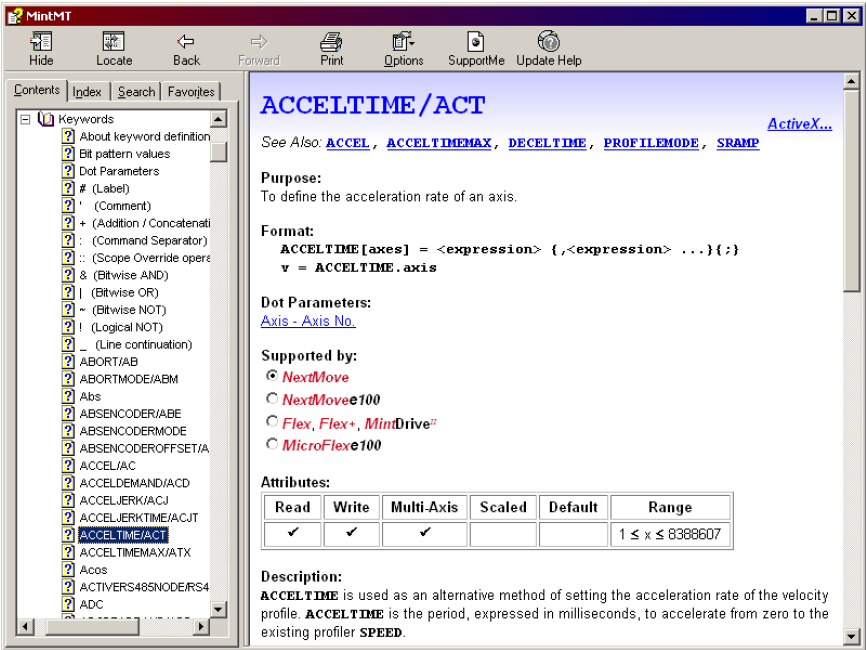 MintMT
Hide Locate Back Forward Print Options SupportMe Update Help
Contents Index Search Favorites
Keywords
About keyword definition
Bit pattern values
Dot Parameters
# (Label)
' (Comment)
+ (Addition / Concatenati
: (Command Separator)
:: (Scope Override opera
& (Bitwise AND)
| (Bitwise OR)
~ (Bitwise NOT)
! (Logical NOT)
_ (Line continuation)
ABORT/AB
ABORTMODE/ABM
Abs
ABSENCODER/ABE
ABSENCODERMODE
ABSENCODEROFFSET/A
ACCEL/AC
ACCELDEMAND/ACD
ACCELJERK/ACJ
ACCELJERKTIME/ACJT
ACCELTIME/ACT
ACCELTIMEMAX/ATX
Acos
ACTIVERS485NODE/RS4
ADC
ACCELTIME/ACT
ActiveX...
See Also: ACCEL, ACCELTIMEMAX, DECELTIME, PROFILEMODE, SRAMP
Purpose:
To define the acceleration rate of an axis.
Format:
ACCELTIME[axes] = <expression> {,<expression> ...}{;}
v = ACCELTIME.axis
Dot Parameters:
Axis - Axis No.
Supported by:
NextMove
NextMovee100
Flex, Flex+, MintDrive
MicroFlexe100
Attributes:
Read Write Multi-Axis Scaled Default Range
✓ ✓ ✓ 1 ≤ x ≤ 8388607
Description:
ACCELTIME is used as an alternative method of setting the acceleration rate of the velocity
profile. ACCELTIME is the period, expressed in milliseconds, to accelerate from zero to the
existing profiler SPEED.